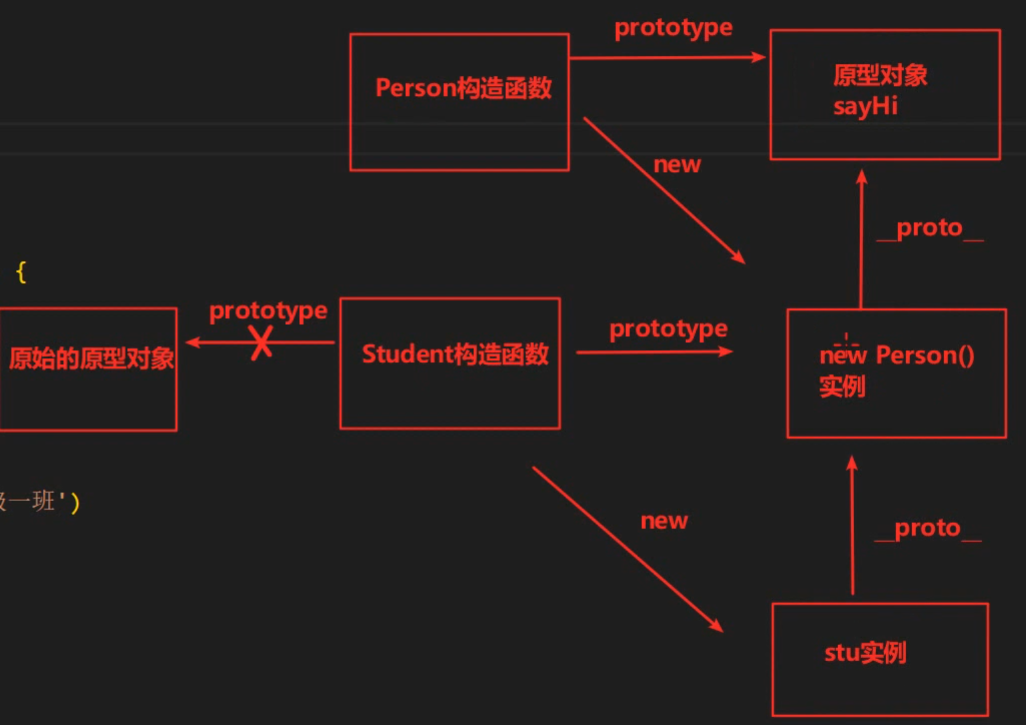 prototype
Person构造函数
原型对象
sayHi
new
__proto__
{
prototype
原始的原型对象
Student构造函数
prototype
new Person()
实例
一班')
new
__proto__
stu实例